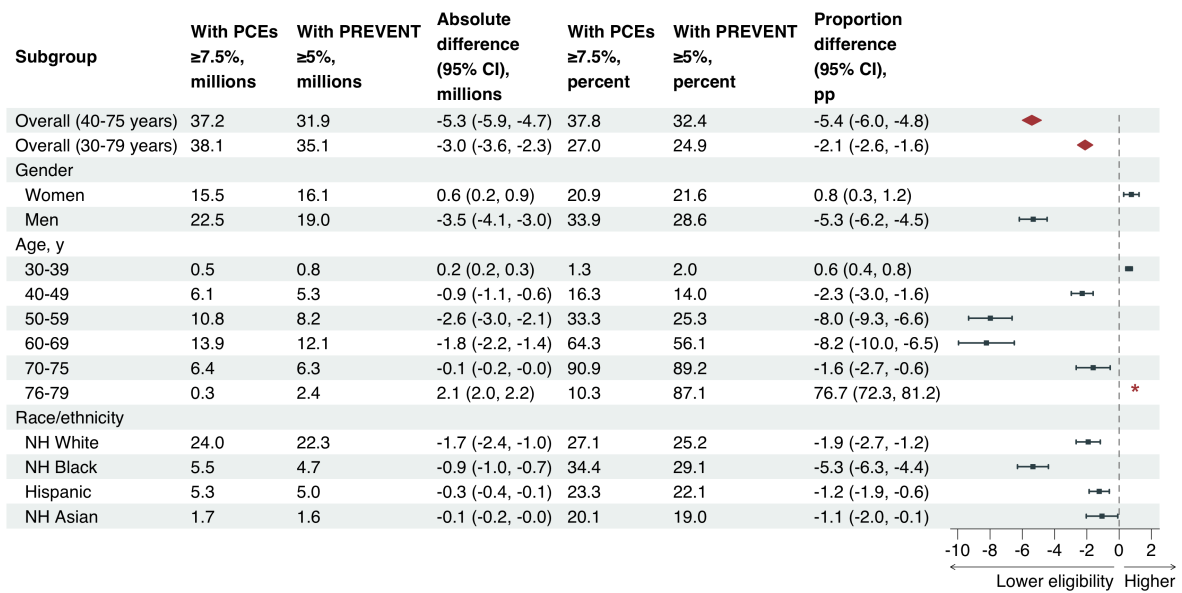 Subgroup With PCEs ≥7.5%, millions With PREVENT ≥5%, millions Absolute difference (95% CI), millions With PCEs ≥7.5%, percent With PREVENT ≥5%, percent Proportion difference (95% CI), pp
Overall (40-75 years) 37.2 31.9 -5.3 (-5.9, -4.7) 37.8 32.4 -5.4 (-6.0, -4.8)
Overall (30-79 years) 38.1 35.1 -3.0 (-3.6, -2.3) 27.0 24.9 -2.1 (-2.6, -1.6)
Gender
Women 15.5 16.1 0.6 (0.2, 0.9) 20.9 21.6 0.8 (0.3, 1.2)
Men 22.5 19.0 -3.5 (-4.1, -3.0) 33.9 28.6 -5.3 (-6.2, -4.5)
Age, y
30-39 0.5 0.8 0.2 (0.2, 0.3) 1.3 2.0 0.6 (0.4, 0.8)
40-49 6.1 5.3 -0.9 (-1.1, -0.6) 16.3 14.0 -2.3 (-3.0, -1.6)
50-59 10.8 8.2 -2.6 (-3.0, -2.1) 33.3 25.3 -8.0 (-9.3, -6.6)
60-69 13.9 12.1 -1.8 (-2.2, -1.4) 64.3 56.1 -8.2 (-10.0, -6.5)
70-75 6.4 6.3 -0.1 (-0.2, -0.0) 90.9 89.2 -1.6 (-2.7, -0.6)
76-79 0.3 2.4 2.1 (2.0, 2.2) 10.3 87.1 76.7 (72.3, 81.2) *
Race/ethnicity
NH White 24.0 22.3 -1.7 (-2.4, -1.0) 27.1 25.2 -1.9 (-2.7, -1.2)
NH Black 5.5 4.7 -0.9 (-1.0, -0.7) 34.4 29.1 -5.3 (-6.3, -4.4)
Hispanic 5.3 5.0 -0.3 (-0.4, -0.1) 23.3 22.1 -1.2 (-1.9, -0.6)
NH Asian 1.7 1.6 -0.1 (-0.2, -0.0) 20.1 19.0 -1.1 (-2.0, -0.1)
-10 -8 -6 -4 -2 0 2
Lower eligibility Higher